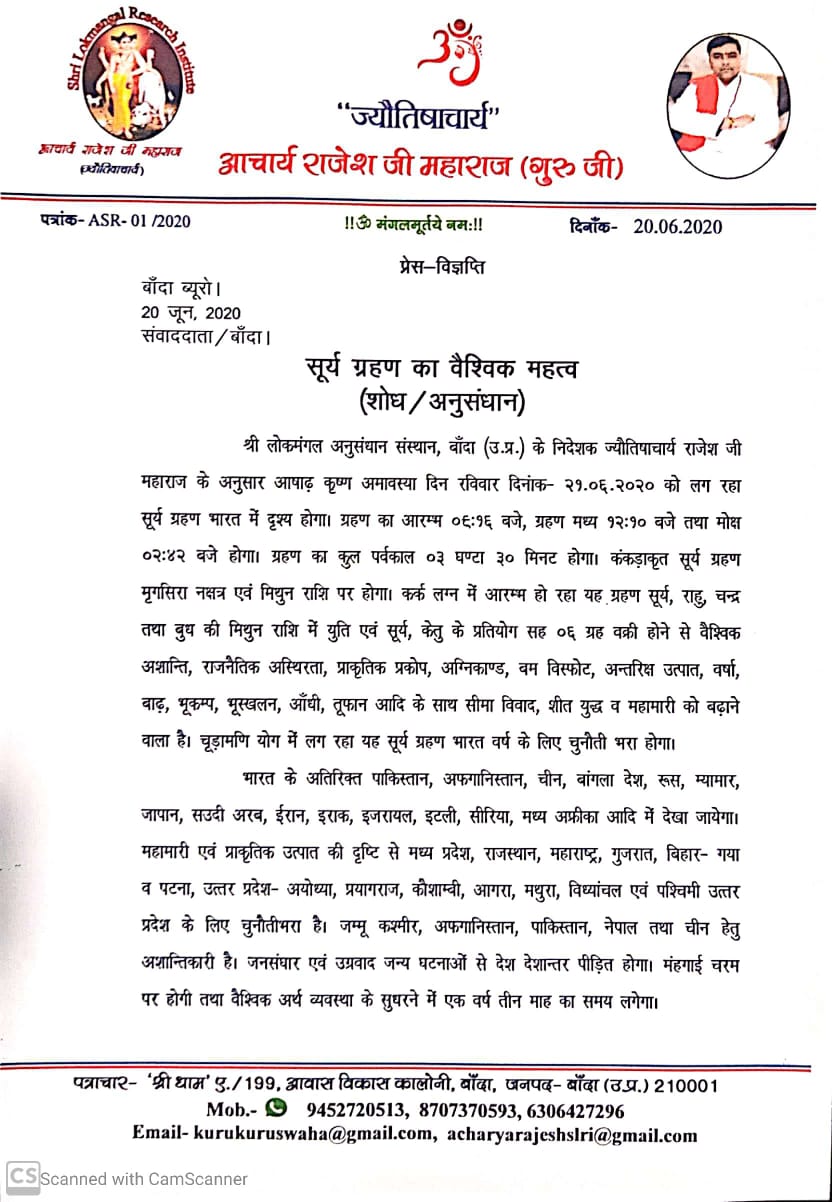 Shri Lokmangal Research Institute
आचार्य राजेश जी महाराज
(ज्यौतिषाचार्य)
ॐ
“ज्यौतिषाचार्य”
आचार्य राजेश जी महाराज (गुरु जी)
पत्रांक- ASR- 01 /2020
!!ॐ मंगलमूर्तये नमः!!
दिनाँक- 20.06.2020
प्रेस–विज्ञप्ति
बाँदा ब्यूरो।
20 जून, 2020
संवाददाता/बाँदा।
सूर्य ग्रहण का वैश्विक महत्व
(शोध/अनुसंधान)
श्री लोकमंगल अनुसंधान संस्थान, बाँदा (उ.प्र.) के निदेशक ज्यौतिषाचार्य राजेश जी
महाराज के अनुसार आषाढ़ कृष्ण अमावस्या दिन रविवार दिनांक- २१.०६.२०२० को लग रहा
सूर्य ग्रहण भारत में दृश्य होगा। ग्रहण का आरम्भ ०६:१६ बजे, ग्रहण मध्य १२:१० बजे तथा मोक्ष
०२:४२ बजे होगा। ग्रहण का कुल पर्वकाल ०३ घण्टा ३० मिनट होगा। कंकड़ाकृत सूर्य ग्रहण
मृगसिरा नक्षत्र एवं मिथुन राशि पर होगा। कर्क लग्न में आरम्भ हो रहा यह ग्रहण सूर्य, राहु, चन्द्र
तथा बुध की मिथुन राशि में युति एवं सूर्य, केतु के प्रतियोग सह ०६ ग्रह वक्री होने से वैश्विक
अशान्ति, राजनैतिक अस्थिरता, प्राकृतिक प्रकोप, अग्निकाण्ड, बम विस्फोट, अन्तरिक्ष उत्पात, वर्षा,
बाढ़, भूकम्प, भूस्खलन, आँधी, तूफान आदि के साथ सीमा विवाद, शीत युद्ध व महामारी को बढ़ाने
वाला है। चूड़ामणि योग में लग रहा यह सूर्य ग्रहण भारत वर्ष के लिए चुनौती भरा होगा।
भारत के अतिरिक्त पाकिस्तान, अफगानिस्तान, चीन, बांगला देश, रूस, म्यामार,
जापान, सउदी अरब, ईरान, इराक, इजरायल, इटली, सीरिया, मध्य अफ्रीका आदि में देखा जायेगा।
महामारी एवं प्राकृतिक उत्पात की दृष्टि से मध्य प्रदेश, राजस्थान, महाराष्ट्र, गुजरात, बिहार- गया
व पटना, उत्तर प्रदेश- अयोध्या, प्रयागराज, कौशाम्बी, आगरा, मथुरा, विध्यांचल एवं पश्चिमी उत्तर
प्रदेश के लिए चुनौतीभरा है। जम्मू कश्मीर, अफगानिस्तान, पाकिस्तान, नेपाल तथा चीन हेतु
अशान्तिकारी है। जनसंघार एवं उग्रवाद जन्य घटनाओं से देश देशान्तर पीड़ित होगा। मंहगाई चरम
पर होगी तथा वैश्विक अर्थ व्यवस्था के सुधरने में एक वर्ष तीन माह का समय लगेगा।
पत्राचार- ‘श्री धाम’ ए./199, आवास विकास कालोनी, बाँदा, जनपद- बाँदा (उ.प्र.) 210001
Mob.- 9452720513, 8707370593, 6306427296
Email- kurukuruswaha@gmail.com, acharyarajeshslri@gmail.com
CS Scanned with CamScanner